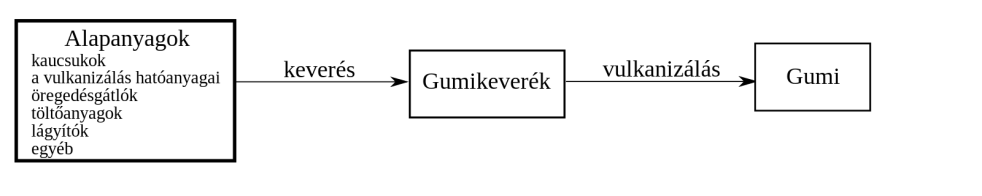 Alapanyagok
kaucsukok
a vulkanizálás hatóanyagai
öregedésgátlók
töltőanyagok
lágyítók
egyéb
keverés
Gumikeverék
vulkanizálás
Gumi